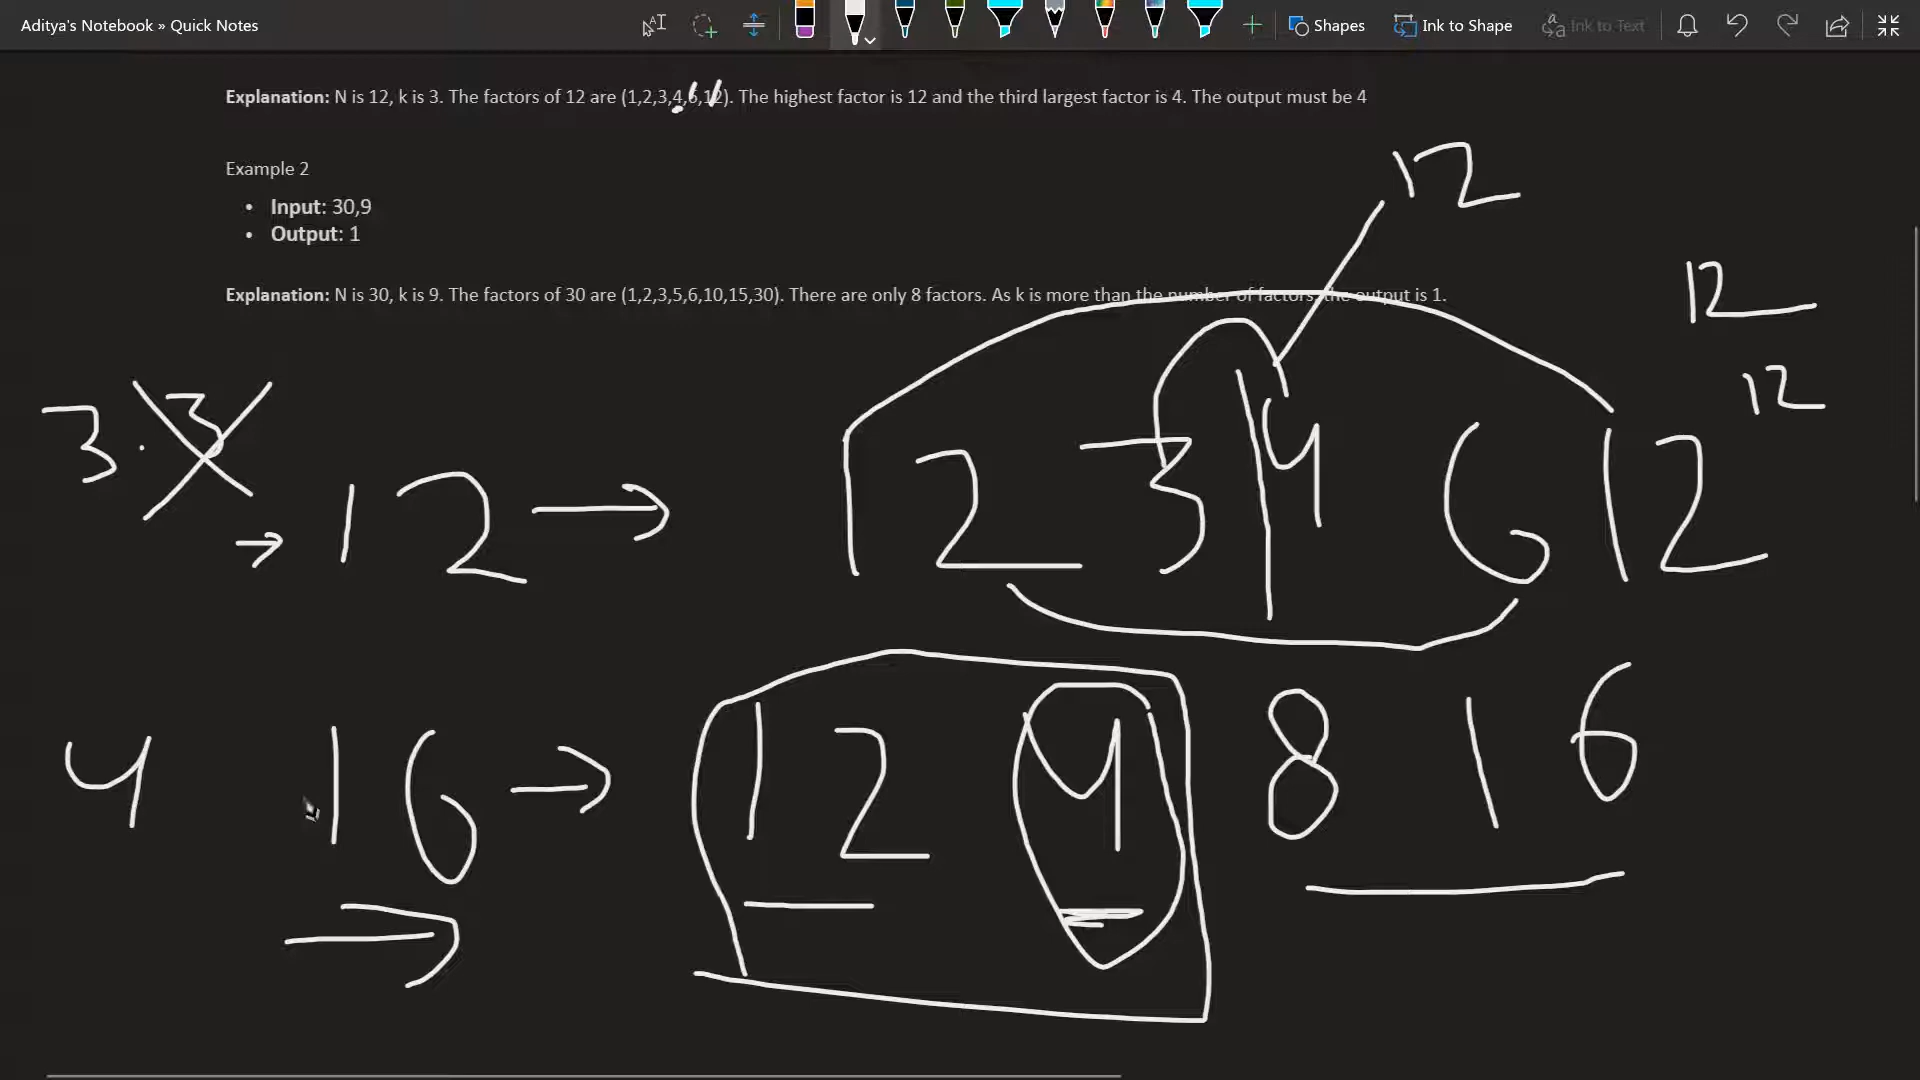 Aditya's Notebook » Quick Notes
Shapes
Ink to Shape
Ink to Text
Explanation: N is 12, k is 3. The factors of 12 are (1,2,3,4,6,12). The highest factor is 12 and the third largest factor is 4. The output must be 4
Example 2
• Input: 30,9
• Output: 1
Explanation: N is 30, k is 9. The factors of 30 are (1,2,3,5,6,10,15,30). There are only 8 factors. As k is more than the number of factors, the output is 1.
12
12
12
3.3
→ 12 → 1 2 3 4 6 12
4 16 → 1 2 4 8 16